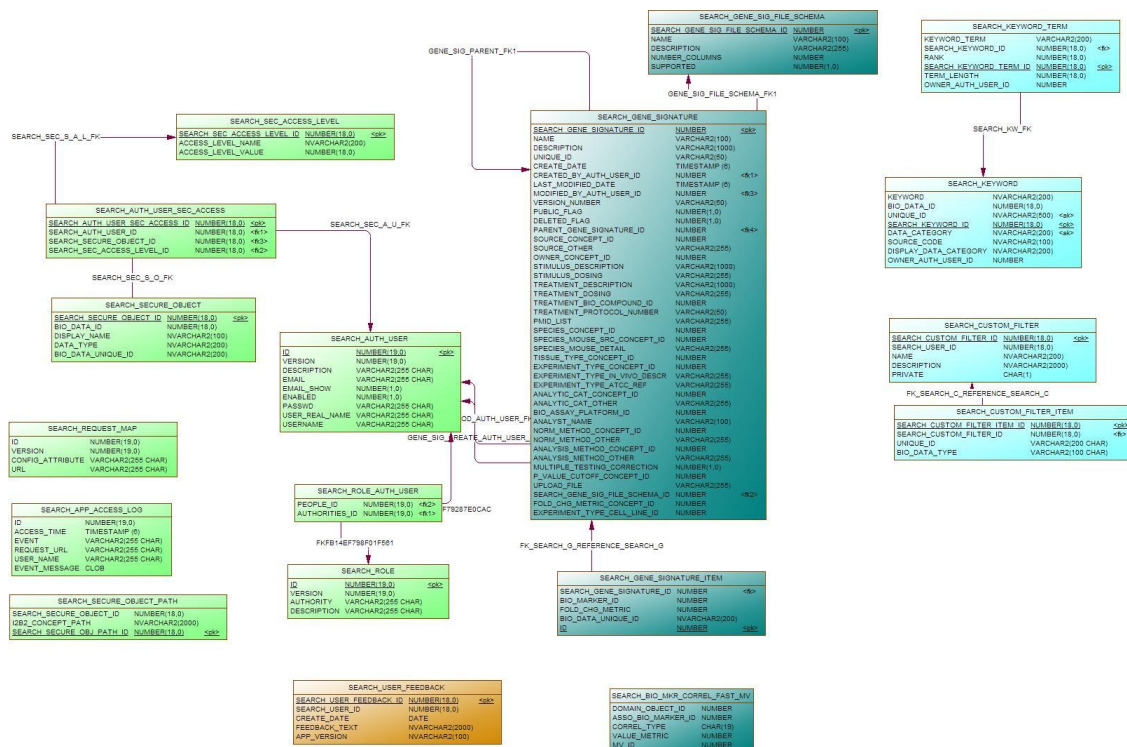 SEARCH_GENE_SIG_FILE_SCHEMA
SEARCH_GENE_SIG_FILE_SCHEMA_ID NUMBER <pk>
NAME VARCHAR2(100)
DESCRIPTION VARCHAR2(255)
NUMBER_COLUMNS NUMBER
SUPPORTED NUMBER(1,0)
SEARCH_KEYWORD_TERM
KEYWORD_TERM VARCHAR2(200)
SEARCH_KEYWORD_ID NUMBER(18,0) <fk>
RANK NUMBER(18,0)
SEARCH_KEYWORD_TERM_ID NUMBER(18,0) <pk>
TERM_LENGTH NUMBER(18,0)
OWNER_AUTH_USER_ID NUMBER
GENE_SIG_PARENT_FK1
GENE_SIG_FILE_SCHEMA_FK1
SEARCH_SEC_S_A_L_FK
SEARCH_SEC_ACCESS_LEVEL
SEARCH_SEC_ACCESS_LEVEL_ID NUMBER(18,0) <pk>
ACCESS_LEVEL_NAME NVARCHAR2(200)
ACCESS_LEVEL_VALUE NUMBER(18,0)
SEARCH_KW_FK
SEARCH_GENE_SIGNATURE
SEARCH_GENE_SIGNATURE_ID NUMBER <pk>
NAME VARCHAR2(100)
DESCRIPTION VARCHAR2(1000)
UNIQUE_ID VARCHAR2(50)
CREATE_DATE TIMESTAMP (6)
CREATED_BY_AUTH_USER_ID NUMBER <fk1>
LAST_MODIFIED_DATE TIMESTAMP (6)
MODIFIED_BY_AUTH_USER_ID NUMBER <fk3>
VERSION_NUMBER VARCHAR2(50)
PUBLIC_FLAG NUMBER(1,0)
DELETED_FLAG NUMBER(1,0)
PARENT_GENE_SIGNATURE_ID NUMBER <fk4>
SOURCE_CONCEPT_ID NUMBER
SOURCE_OTHER VARCHAR2(255)
OWNER_CONCEPT_ID NUMBER
STIMULUS_DESCRIPTION VARCHAR2(1000)
STIMULUS_DOSING VARCHAR2(255)
TREATMENT_DESCRIPTION VARCHAR2(1000)
TREATMENT_DOSING VARCHAR2(255)
TREATMENT_BIO_COMPOUND_ID NUMBER
TREATMENT_PROTOCOL_NUMBER VARCHAR2(50)
PMID_LIST VARCHAR2(255)
SPECIES_CONCEPT_ID NUMBER
SPECIES_MOUSE_SRC_CONCEPT_ID NUMBER
SPECIES_MOUSE_DETAIL VARCHAR2(255)
TISSUE_TYPE_CONCEPT_ID NUMBER
EXPERIMENT_TYPE_CONCEPT_ID NUMBER
EXPERIMENT_TYPE_IN_VIVO_DESCR VARCHAR2(255)
EXPERIMENT_TYPE_ATCC_REF VARCHAR2(255)
ANALYTIC_CAT_CONCEPT_ID NUMBER
ANALYTIC_CAT_OTHER VARCHAR2(255)
BIO_ASSAY_PLATFORM_ID NUMBER
ANALYST_NAME VARCHAR2(100)
NORM_METHOD_CONCEPT_ID NUMBER
NORM_METHOD_OTHER VARCHAR2(255)
ANALYSIS_METHOD_CONCEPT_ID NUMBER
ANALYSIS_METHOD_OTHER VARCHAR2(255)
MULTIPLE_TESTING_CORRECTION NUMBER(1,0)
P_VALUE_CUTOFF_CONCEPT_ID NUMBER
UPLOAD_FILE VARCHAR2(255)
SEARCH_GENE_SIG_FILE_SCHEMA_ID NUMBER <fk2>
FOLD_CHG_METRIC_CONCEPT_ID NUMBER
EXPERIMENT_TYPE_CELL_LINE_ID NUMBER
SEARCH_KEYWORD
KEYWORD NVARCHAR2(200)
BIO_DATA_ID NUMBER(18,0)
UNIQUE_ID NVARCHAR2(500) <ak>
SEARCH_KEYWORD_ID NUMBER(18,0) <pk>
DATA_CATEGORY NVARCHAR2(200) <ak>
SOURCE_CODE NVARCHAR2(100)
DISPLAY_DATA_CATEGORY NVARCHAR2(200)
OWNER_AUTH_USER_ID NUMBER
SEARCH_AUTH_USER_SEC_ACCESS
SEARCH_AUTH_USER_SEC_ACCESS_ID NUMBER(18,0) <pk>
SEARCH_AUTH_USER_ID NUMBER(18,0) <fk1>
SEARCH_SECURE_OBJECT_ID NUMBER(18,0) <fk3>
SEARCH_SEC_ACCESS_LEVEL_ID NUMBER(18,0) <fk2>
SEARCH_SEC_A_U_FK
SEARCH_SEC_S_O_FK
SEARCH_SECURE_OBJECT
SEARCH_SECURE_OBJECT_ID NUMBER(18,0) <pk>
BIO_DATA_ID NUMBER(18,0)
DISPLAY_NAME NVARCHAR2(100)
DATA_TYPE NVARCHAR2(200)
BIO_DATA_UNIQUE_ID NVARCHAR2(200)
SEARCH_AUTH_USER
ID NUMBER(19,0) <pk>
VERSION NUMBER(19,0)
DESCRIPTION VARCHAR2(255 CHAR)
EMAIL VARCHAR2(255 CHAR)
EMAIL_SHOW NUMBER(1,0)
ENABLED NUMBER(1,0)
PASSWD VARCHAR2(255 CHAR)
USER_REAL_NAME VARCHAR2(255 CHAR)
USERNAME VARCHAR2(255 CHAR)
OD_AUTH_USER_FK
GENE_SIG_CREATE_AUTH_USER_
SEARCH_CUSTOM_FILTER
SEARCH_CUSTOM_FILTER_ID NUMBER(18,0) <pk>
SEARCH_USER_ID NUMBER(18,0)
NAME NVARCHAR2(200)
DESCRIPTION NVARCHAR2(2000)
PRIVATE CHAR(1)
FK_SEARCH_C_REFERENCE_SEARCH_C
SEARCH_CUSTOM_FILTER_ITEM
SEARCH_CUSTOM_FILTER_ITEM_ID NUMBER(18,0) <pk>
SEARCH_CUSTOM_FILTER_ID NUMBER(18,0) <fk>
UNIQUE_ID VARCHAR2(200 CHAR)
BIO_DATA_TYPE VARCHAR2(100 CHAR)
SEARCH_REQUEST_MAP
ID NUMBER(19,0)
VERSION NUMBER(19,0)
CONFIG_ATTRIBUTE VARCHAR2(255 CHAR)
URL VARCHAR2(255 CHAR)
SEARCH_ROLE_AUTH_USER
PEOPLE_ID NUMBER(19,0) <fk2>
AUTHORITIES_ID NUMBER(19,0) <fk1>
F79287E0CAC
SEARCH_APP_ACCESS_LOG
ID NUMBER(19,0)
ACCESS_TIME TIMESTAMP (6)
EVENT VARCHAR2(255 CHAR)
REQUEST_URL VARCHAR2(255 CHAR)
USER_NAME VARCHAR2(255 CHAR)
EVENT_MESSAGE CLOB
FKFB14EF798F01F561
FK_SEARCH_G_REFERENCE_SEARCH_G
SEARCH_ROLE
ID NUMBER(19,0) <pk>
VERSION NUMBER(19,0)
AUTHORITY VARCHAR2(255 CHAR)
DESCRIPTION VARCHAR2(255 CHAR)
SEARCH_GENE_SIGNATURE_ITEM
SEARCH_GENE_SIGNATURE_ID NUMBER <fk>
BIO_MARKER_ID NUMBER
FOLD_CHG_METRIC NUMBER
BIO_DATA_UNIQUE_ID NVARCHAR2(200)
ID NUMBER <pk>
SEARCH_SECURE_OBJECT_PATH
SEARCH_SECURE_OBJECT_ID NUMBER(18,0)
I2B2_CONCEPT_PATH NVARCHAR2(2000)
SEARCH_SECURE_OBJ_PATH_ID NUMBER(18,0) <pk>
SEARCH_USER_FEEDBACK
SEARCH_USER_FEEDBACK_ID NUMBER(18,0) <pk>
SEARCH_USER_ID NUMBER(18,0)
CREATE_DATE DATE
FEEDBACK_TEXT NVARCHAR2(2000)
APP_VERSION NVARCHAR2(100)
SEARCH_BIO_MKR_CORREL_FAST_MV
DOMAIN_OBJECT_ID NUMBER
ASSO_BIO_MARKER_ID NUMBER
CORREL_TYPE CHAR(19)
VALUE_METRIC NUMBER
MV_ID NUMBER